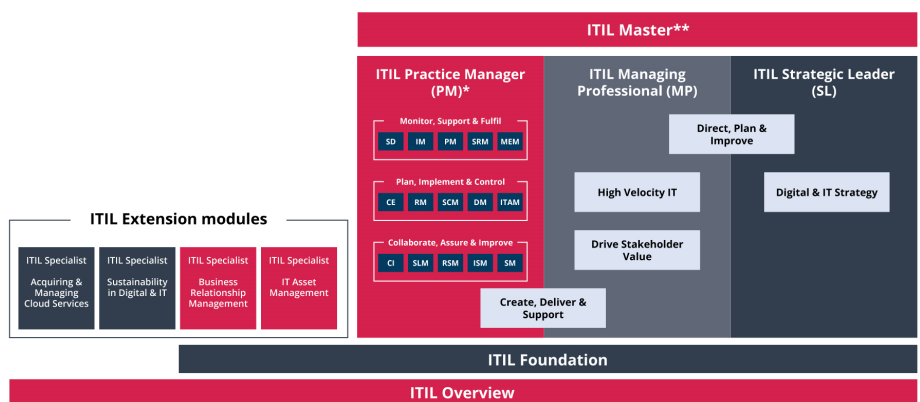 ITIL Master**
ITIL Practice Manager
(PM)*
Monitor, Support & Fulfil
SD IM PM SRM MEM
Plan, Implement & Control
CE RM SCM DM ITAM
Collaborate, Assure & Improve
CI SLM RSM ISM SM
ITIL Managing
Professional (MP)
ITIL Strategic Leader
(SL)
Direct, Plan &
Improve
High Velocity IT
Digital & IT Strategy
Drive Stakeholder
Value
Create, Deliver &
Support
ITIL Extension modules
ITIL Specialist
Acquiring &
Managing
Cloud Services
ITIL Specialist
Sustainability
in Digital & IT
ITIL Specialist
Business
Relationship
Management
ITIL Specialist
IT Asset
Management
ITIL Foundation
ITIL Overview